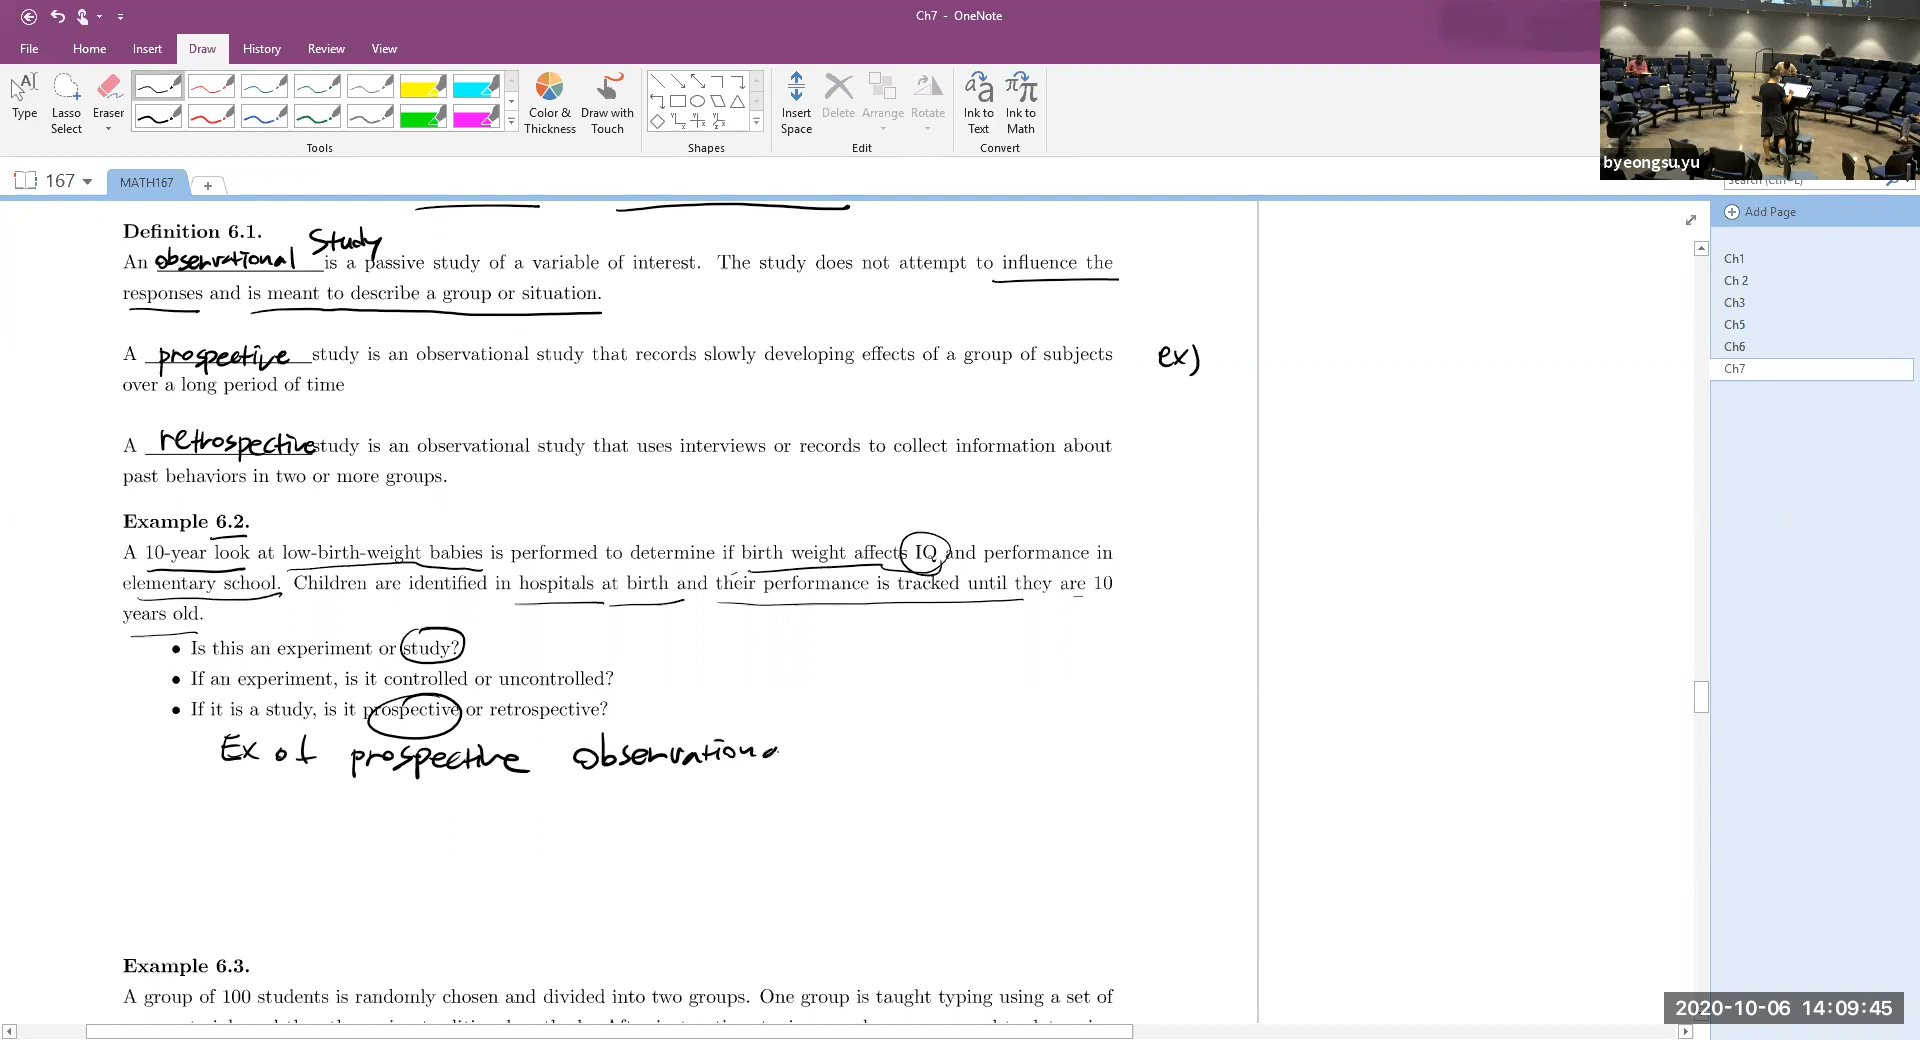 Ch7 - OneNote
File Home Insert Draw History Review View
Type Lasso Select Eraser Color & Thickness Draw with Touch Insert Space Delete Arrange Rotate Ink to Text Ink to Math
Tools Shapes Edit Convert
byeongsu.yu
167 MATH167
Search (Ctrl+E)
Add Page
Ch1
Ch 2
Ch3
Ch5
Ch6
Ch7
Definition 6.1.
Study
An observational is a passive study of a variable of interest. The study does not attempt to influence the
responses and is meant to describe a group or situation.
A prospective study is an observational study that records slowly developing effects of a group of subjects ex)
over a long period of time
A retrospective study is an observational study that uses interviews or records to collect information about
past behaviors in two or more groups.
Example 6.2.
A 10-year look at low-birth-weight babies is performed to determine if birth weight affects IQ and performance in
elementary school. Children are identified in hospitals at birth and their performance is tracked until they are 10
years old.
• Is this an experiment or study?
• If an experiment, is it controlled or uncontrolled?
• If it is a study, is it prospective or retrospective?
Ex of prospective observationa
Example 6.3.
A group of 100 students is randomly chosen and divided into two groups. One group is taught typing using a set of
2020-10-06 14:09:45